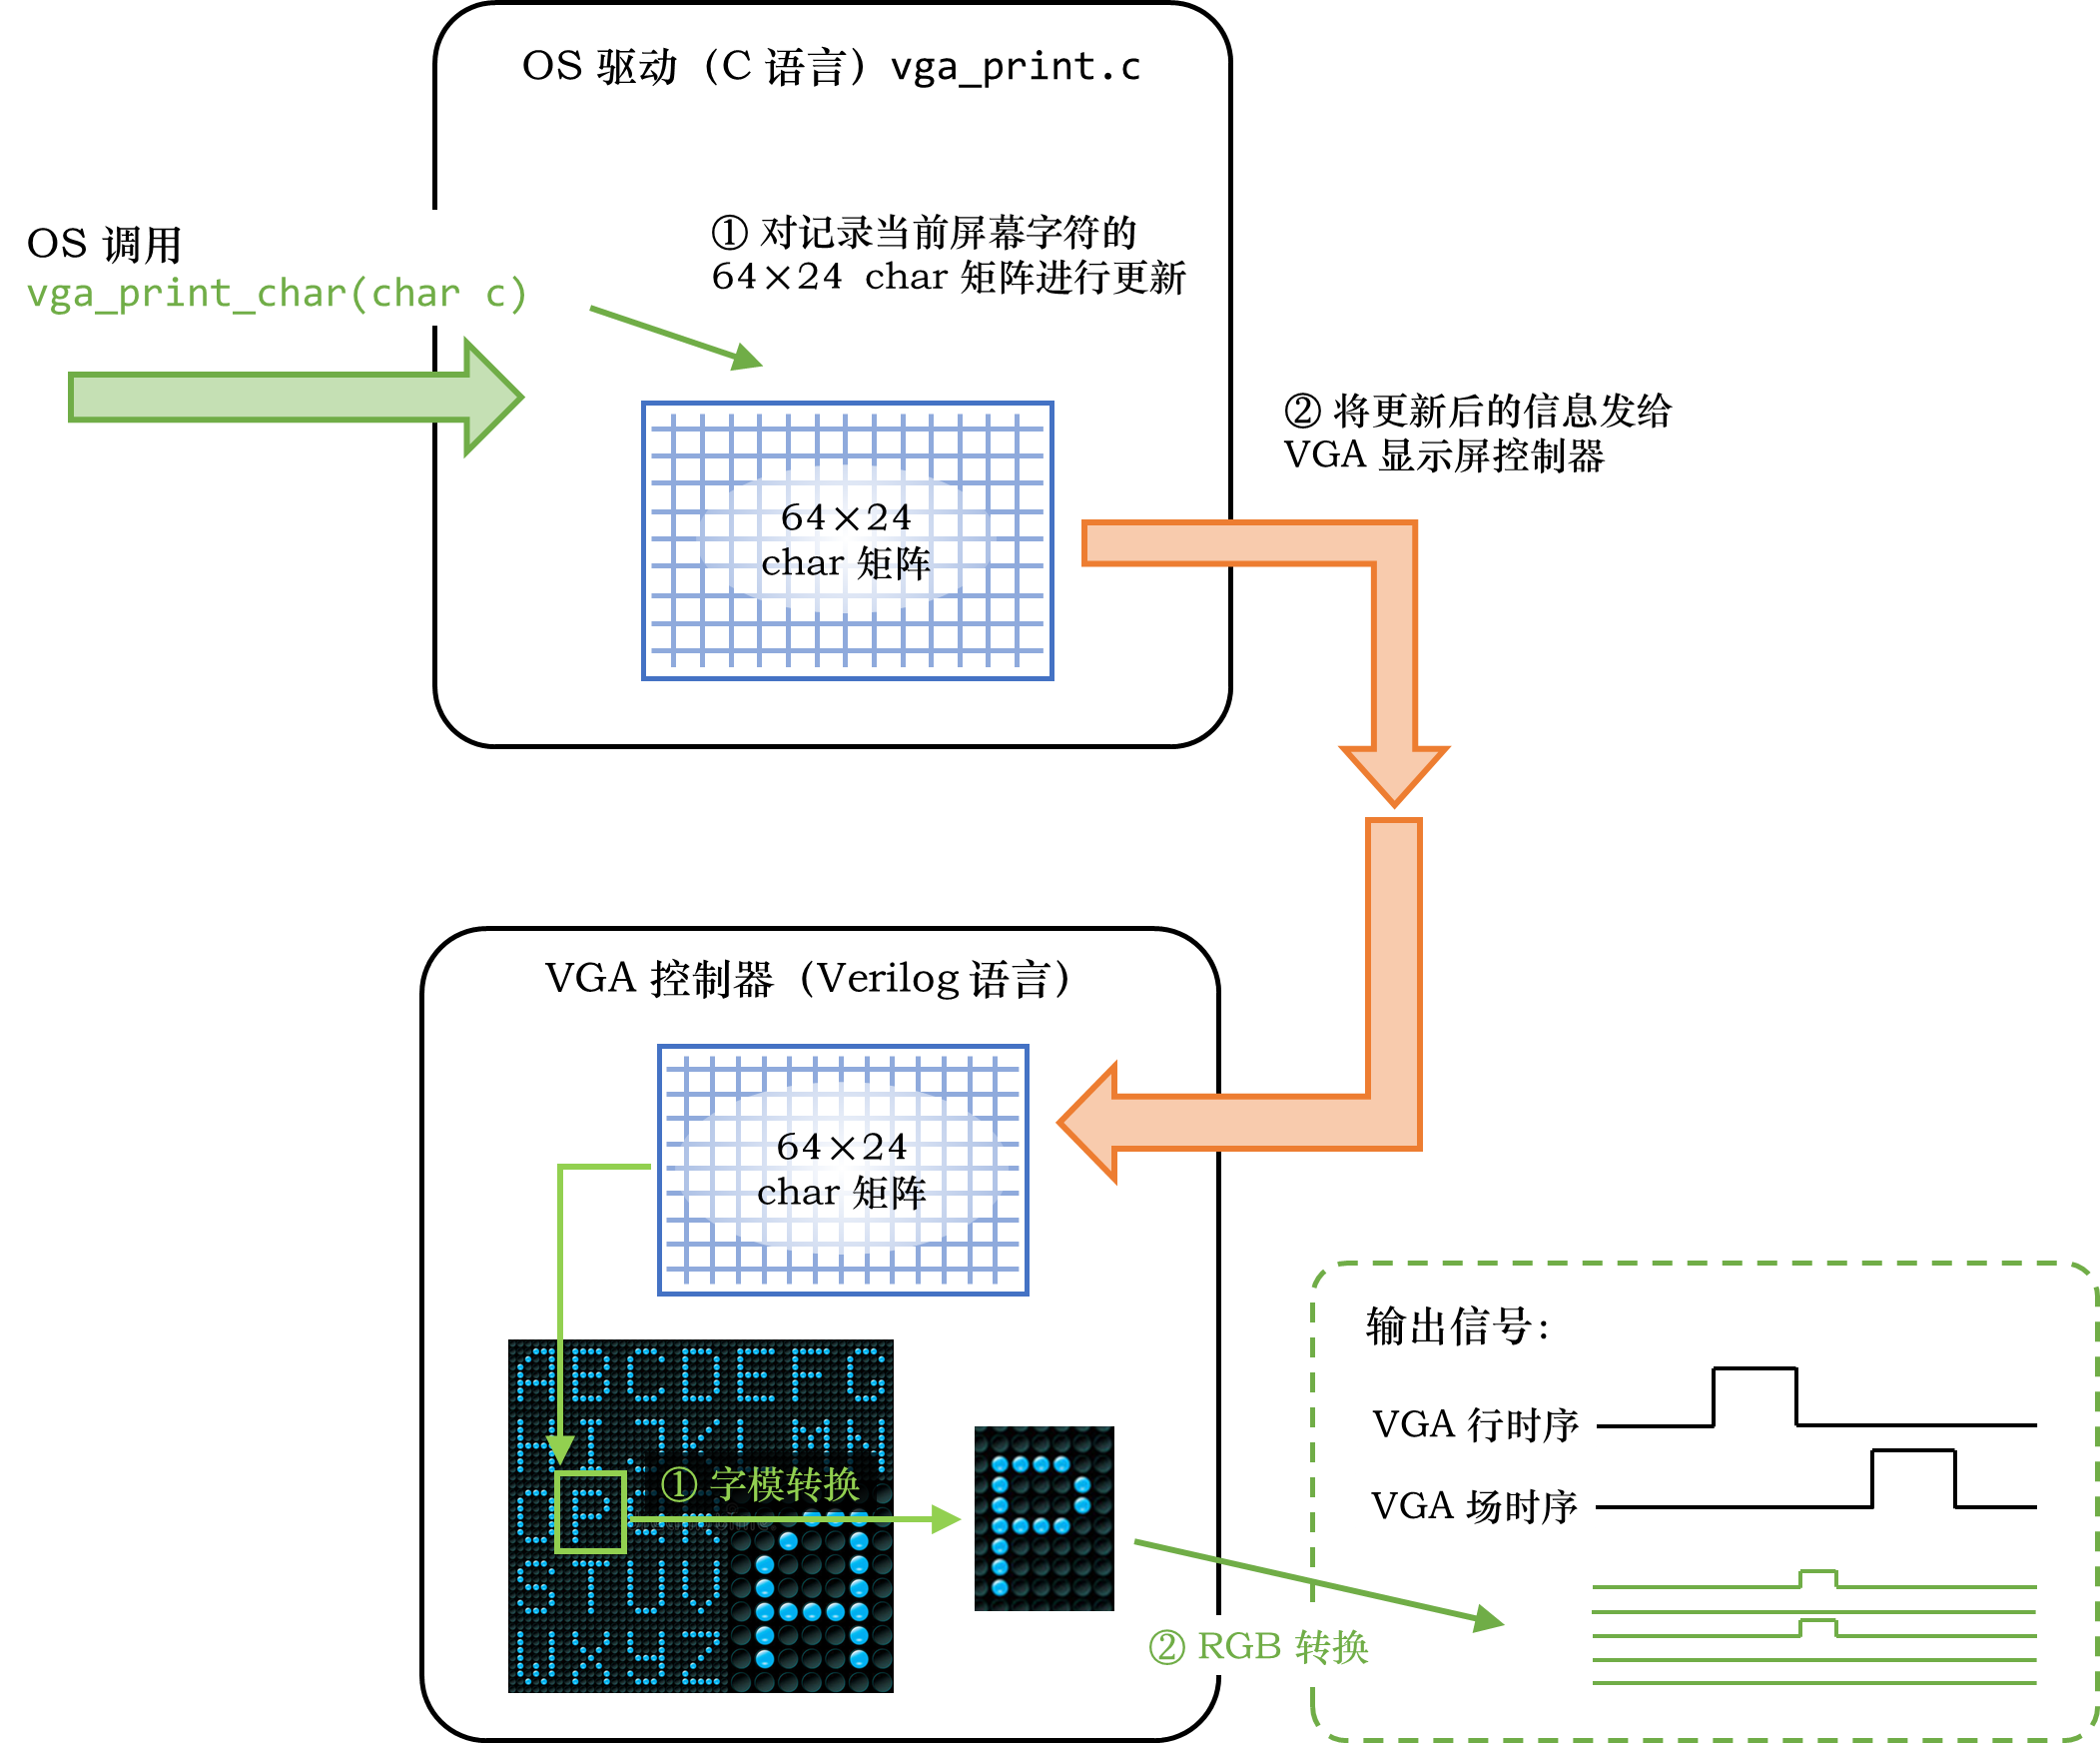 OS 驱动（C 语言）vga_print.c
OS 调用
vga_print_char(char c)
① 对记录当前屏幕字符的
64×24 char 矩阵进行更新
64×24
char 矩阵
② 将更新后的信息发给
VGA 显示屏控制器
VGA 控制器（Verilog 语言）
64×24
char 矩阵
A B C D E F G
H I J K L M N
O P
① 字模转换
S T U V
W X Y Z
A
P
② RGB 转换
输出信号：
VGA 行时序
VGA 场时序